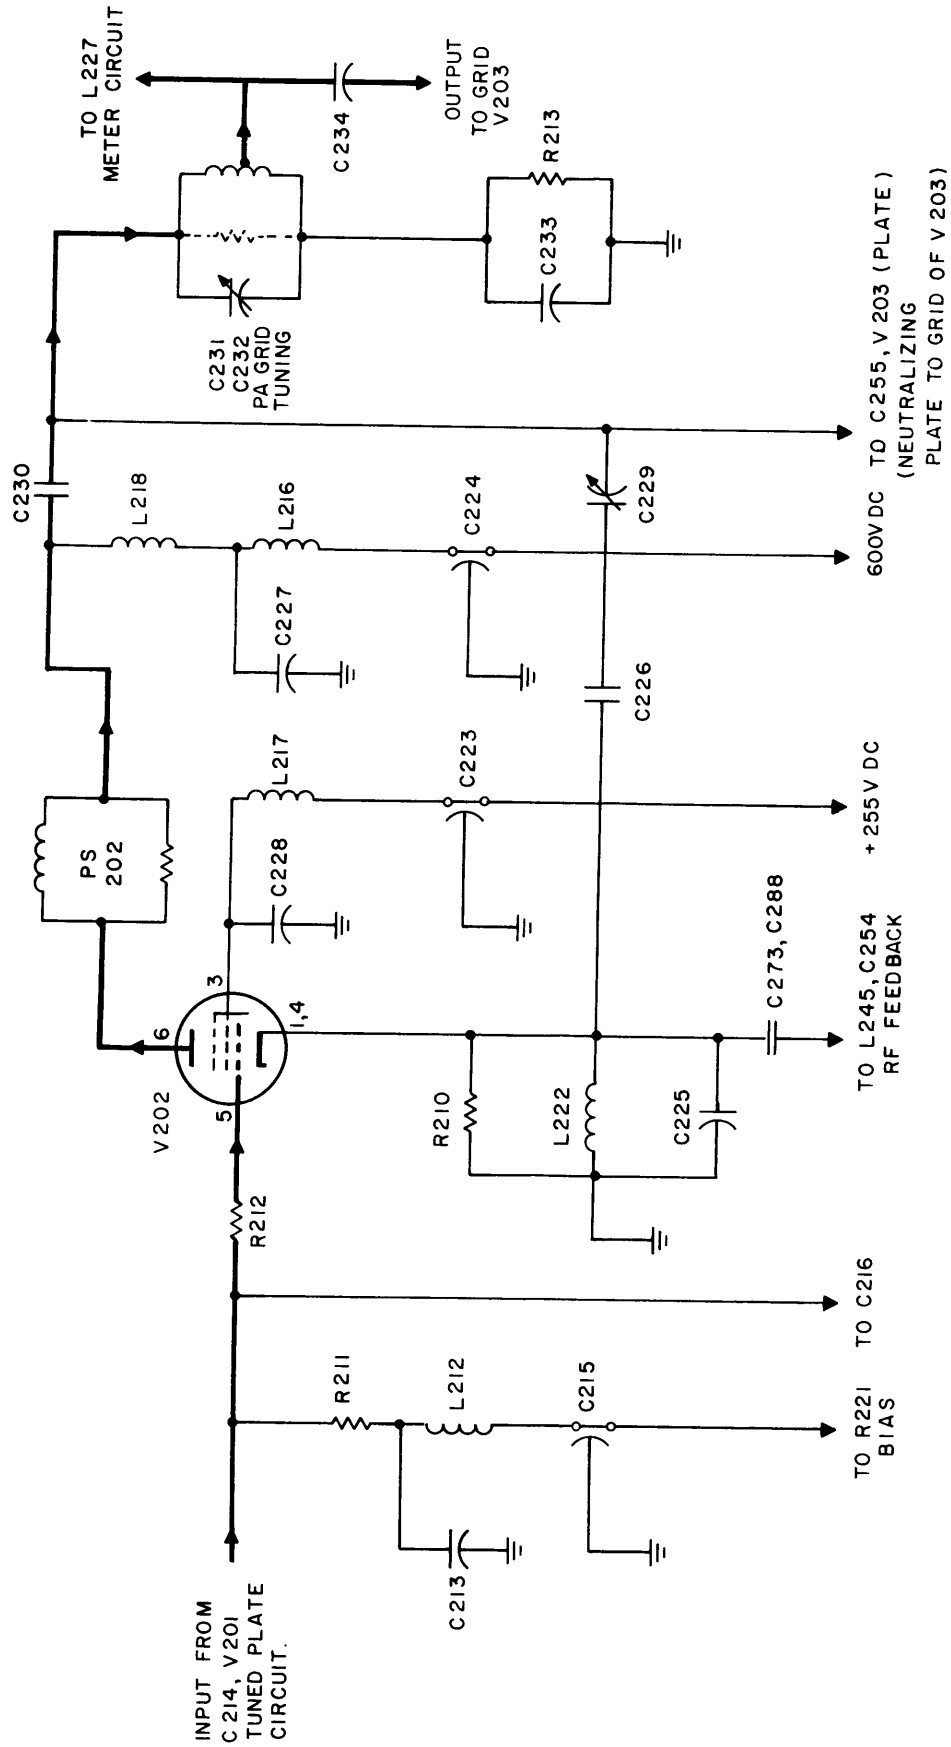 INPUT FROM
C214, V201
TUNED PLATE
CIRCUIT.
C213
R211
L212
C215
TO R221
BIAS
TO C216
R212
V202
5
6
3
1,4
R210
L222
C225
TO L245, C254
RF FEEDBACK
C273, C288
PS
202
C228
L217
C223
+255V DC
C227
C226
C230
L218
L216
C224
C229
600V DC
TO C255, V203 (PLATE)
(NEUTRALIZING
PLATE TO GRID OF V203)
C231
C232
PA GRID
TUNING
C233
R213
C234
TO L227
METER CIRCUIT
OUTPUT
TO GRID
V203